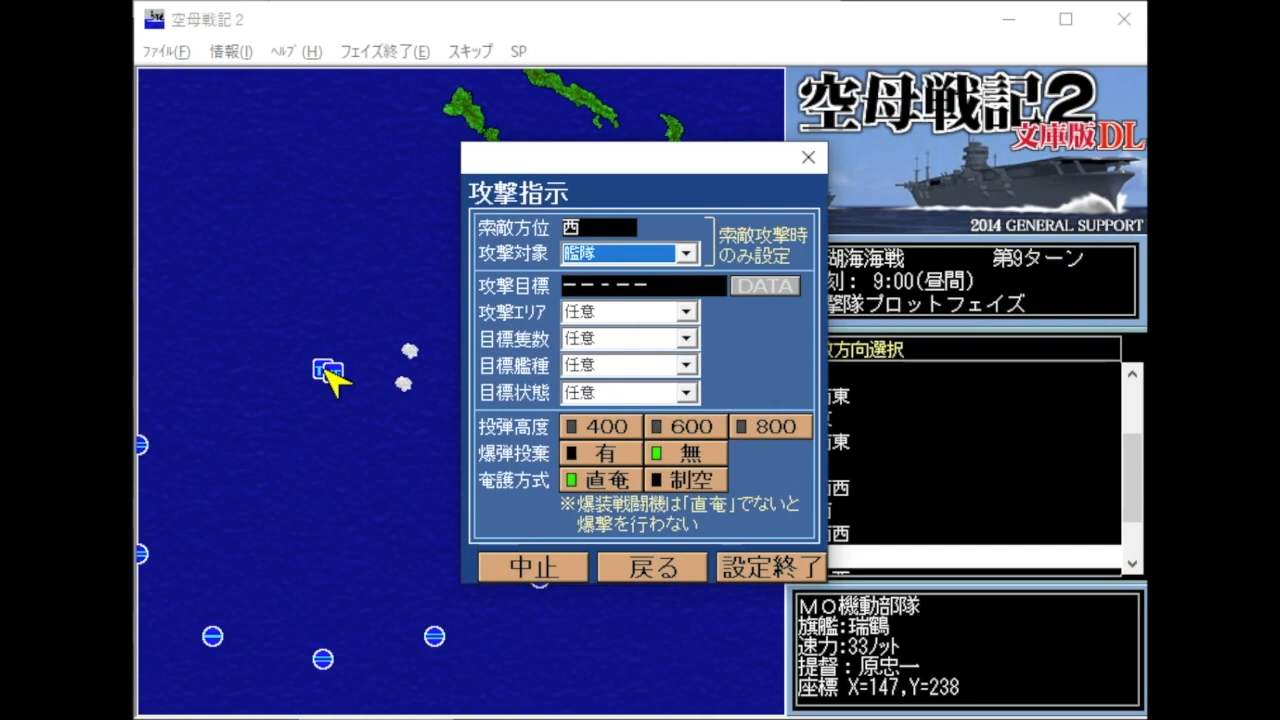 空母戦記2
ﾌｧｲﾙ(F) 情報(I) ﾍﾙﾌﾟ(H) フェイズ終了(E) スキップ SP
空母戦記2
文庫版DL
2014 GENERAL SUPPORT
攻撃指示
索敵方位 西
攻撃対象 艦隊
索敵攻撃時
のみ設定
攻撃目標 ----- DATA
攻撃エリア 任意
目標隻数 任意
目標艦種 任意
目標状態 任意
投弾高度 400 600 800
爆弾投棄 有 無
奄護方式 直奄 制空
※爆装戦闘機は「直奄」でないと
爆撃を行わない
中止 戻る 設定終了
湖海海戦 第9ターン
刻: 9:00(昼間)
撃隊プロットフェイズ
方向選択
東
東
西
西
MO機動部隊
旗艦:瑞鶴
速力:33ﾉｯﾄ
提督:原忠一
座標 X=147,Y=238